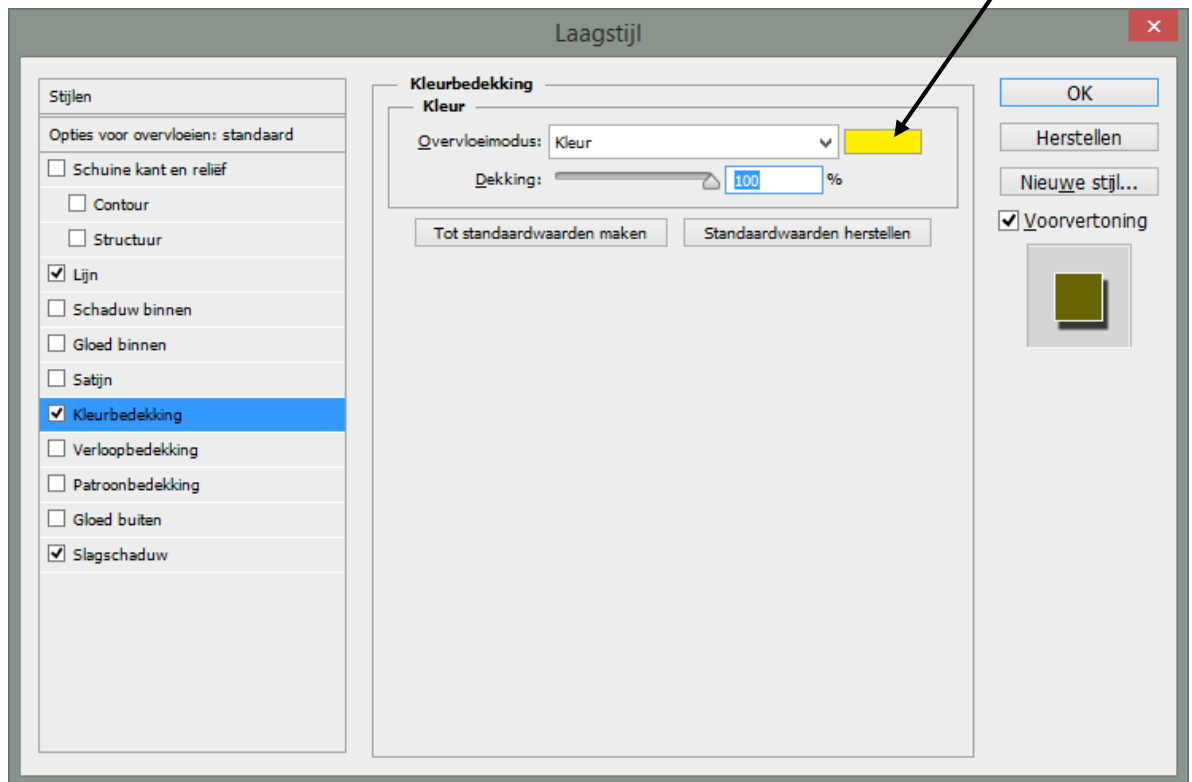 Laagstijl
Stijlen
Opties voor overvloeien: standaard
Schuine kant en reliëf
Contour
Structuur
Lijn
Schaduw binnen
Gloed binnen
Satijn
Kleurbedekking
Verloopbedekking
Patroonbedekking
Gloed buiten
Slagschaduw
Kleurbedekking
Kleur
Overvloeimodus: Kleur
Dekking: 100 %
Tot standaardwaarden maken Standaardwaarden herstellen
OK
Herstellen
Nieuwe stijl...
Voorvertoning